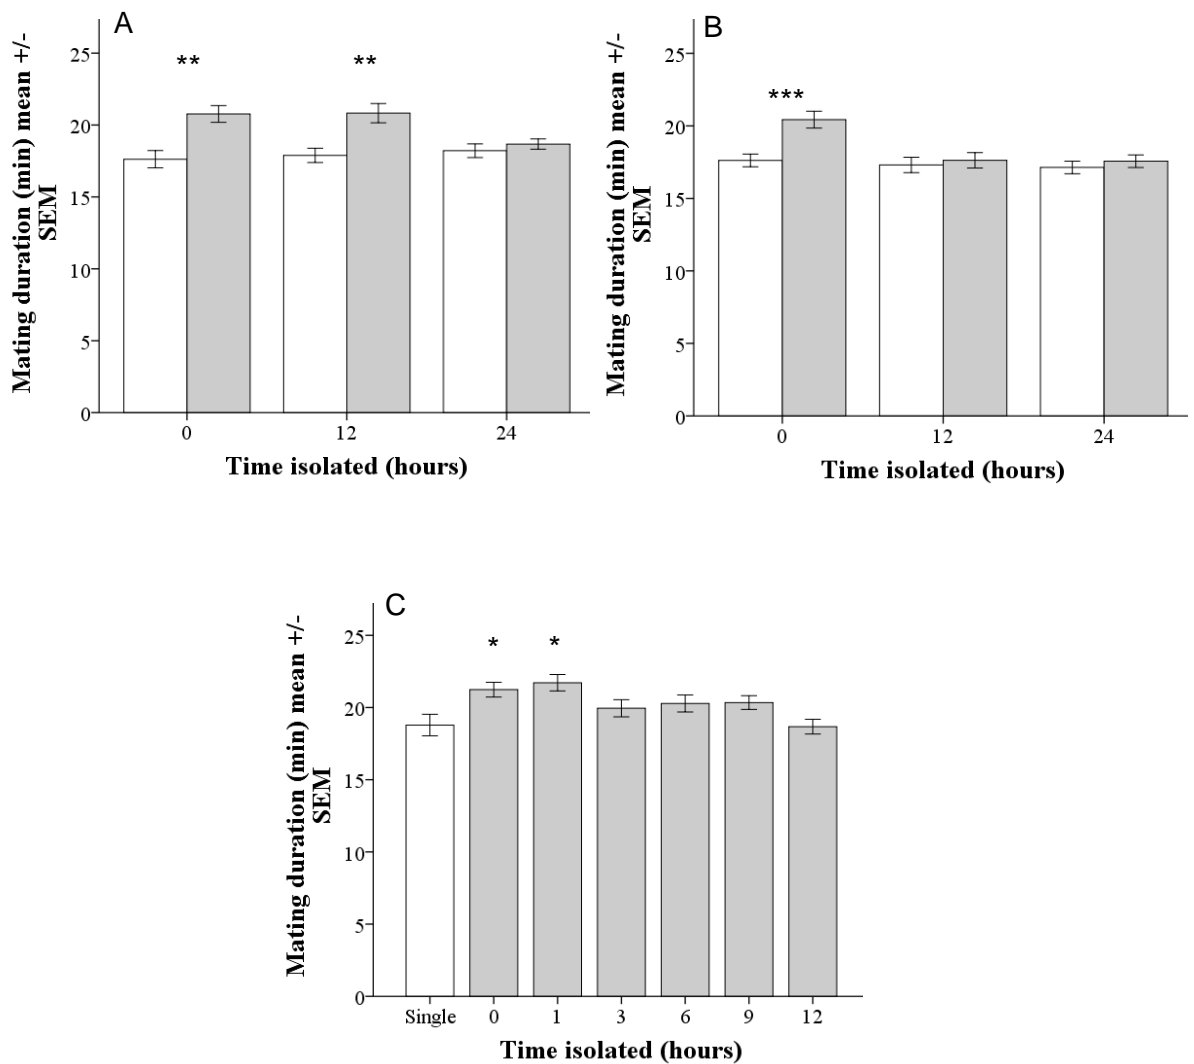 A
Mating duration (min) mean +/-
SEM
25
20
15
10
5
0
**
**
0
12
24
Time isolated (hours)
B
Mating duration (min) mean +/-
SEM
25
20
15
10
5
0
***
0
12
24
Time isolated (hours)
C
Mating duration (min) mean +/-
SEM
25
20
15
10
5
0
*
*
Single
0
1
3
6
9
12
Time isolated (hours)